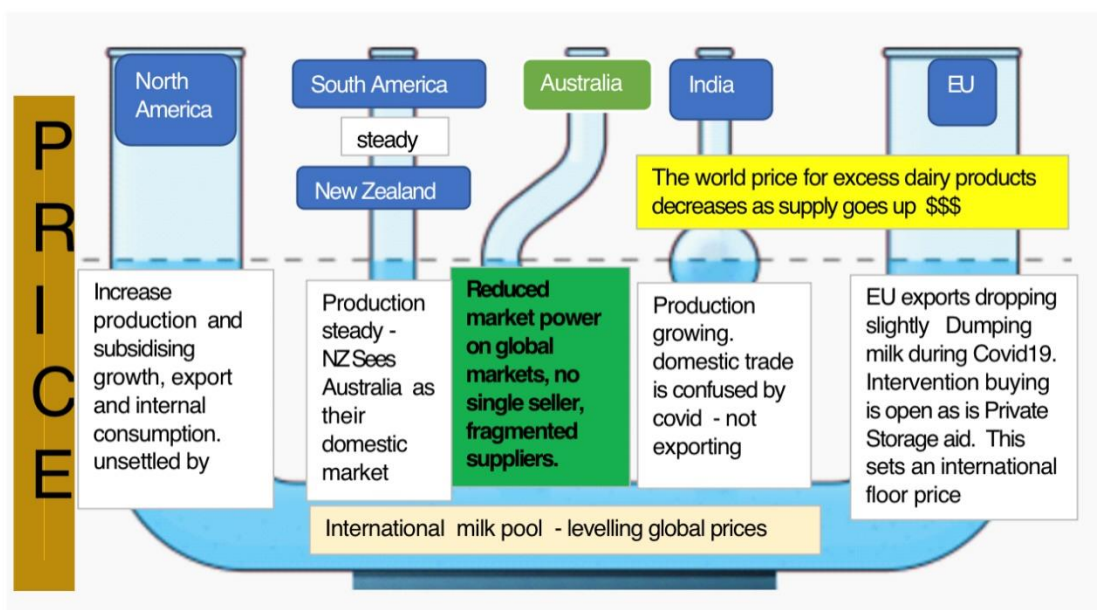 PRICE
North
America
South America
steady
New Zealand
Australia
India
EU
The world price for excess dairy products
decreases as supply goes up $$$
Increase
production and
subsidising
growth, export
and internal
consumption.
unsettled by
Production
steady -
NZ Sees
Australia as
their
domestic
market
Reduced
market power
on global
markets, no
single seller,
fragmented
suppliers.
Production
growing.
domestic trade
is confused by
covid - not
exporting
EU exports dropping
slightly Dumping
milk during Covid19.
Intervention buying
is open as is Private
Storage aid. This
sets an international
floor price
International milk pool - levelling global prices